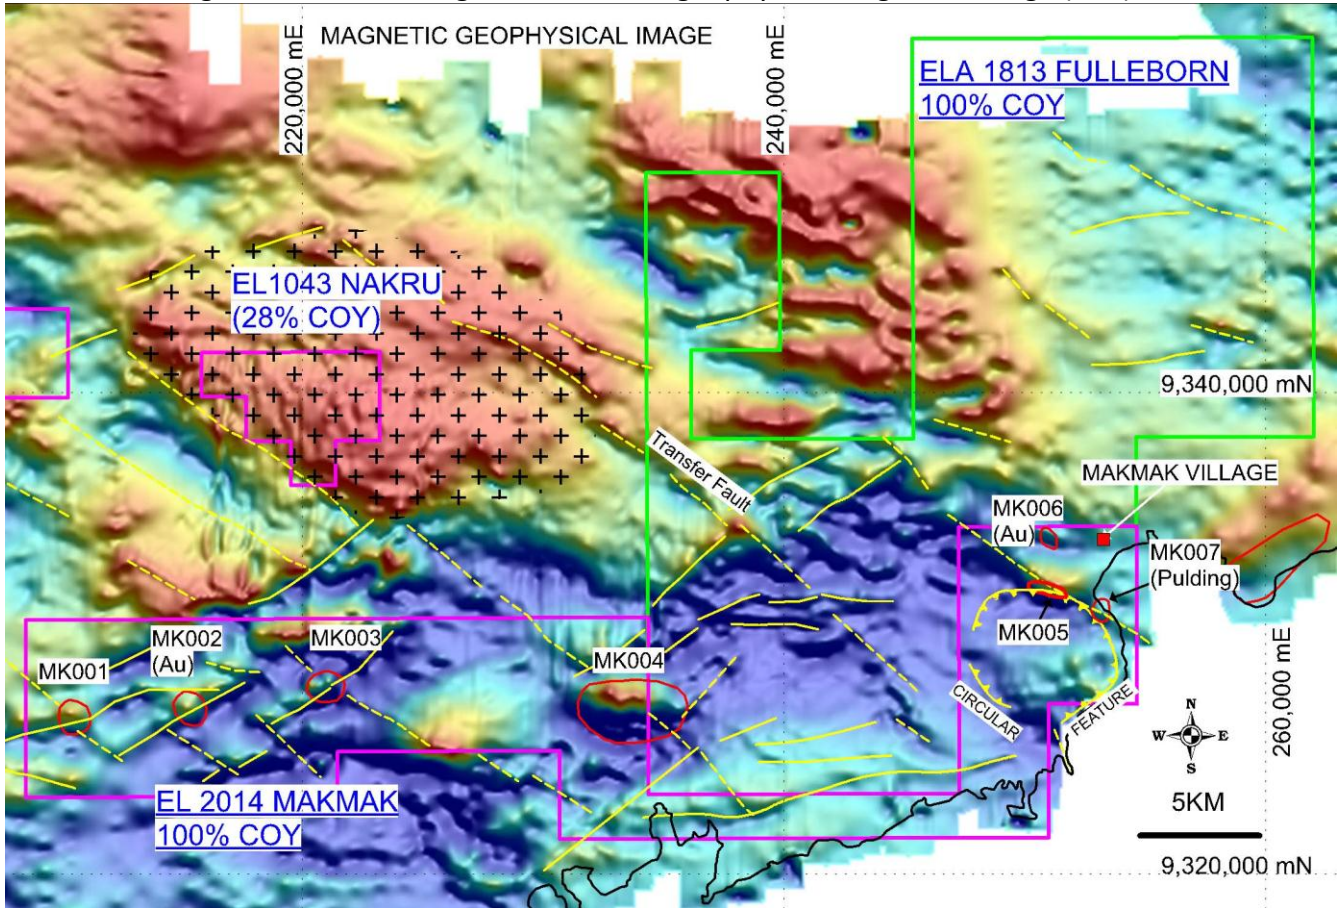 MAGNETIC GEOPHYSICAL IMAGE
220,000 mE
240,000 mE
ELA 1813 FULLEBORN
100% COY
EL1043 NAKRU
(28% COY)
9,340,000 mN
Transfer Fault
MAKMAK VILLAGE
MK006
(Au)
MK007
(Pulding)
MK005
MK001
MK002
(Au)
MK003
MK004
CIRCULAR
FEATURE
260,000 mE
N
W
E
S
EL 2014 MAKMAK
100% COY
5KM
9,320,000 mN